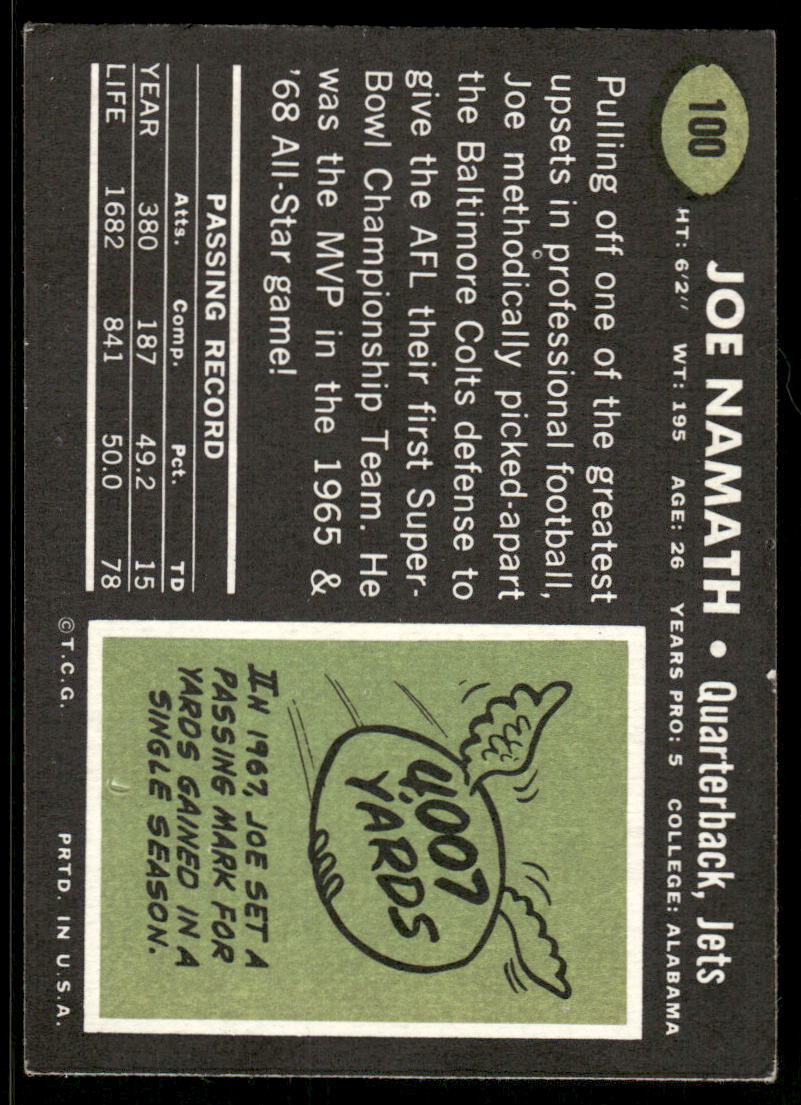 100
JOE NAMATH • Quarterback, Jets
HT: 6'2" WT: 195 AGE: 26 YEARS PRO: 5 COLLEGE: ALABAMA
Pulling off one of the greatest
upsets in professional football,
Joe methodically picked-apart
the Baltimore Colts defense to
give the AFL their first Super-
Bowl Championship Team. He
was the MVP in the 1965 &
'68 All-Star game!
PASSING RECORD
Atts. Comp. Pct. TD
YEAR 380 187 49.2 15
LIFE 1682 841 50.0 78
4,007
YARDS
IN 1967, JOE SET A
PASSING MARK FOR
YARDS GAINED IN A
SINGLE SEASON.
©T.C.G. PRTD. IN U.S.A.